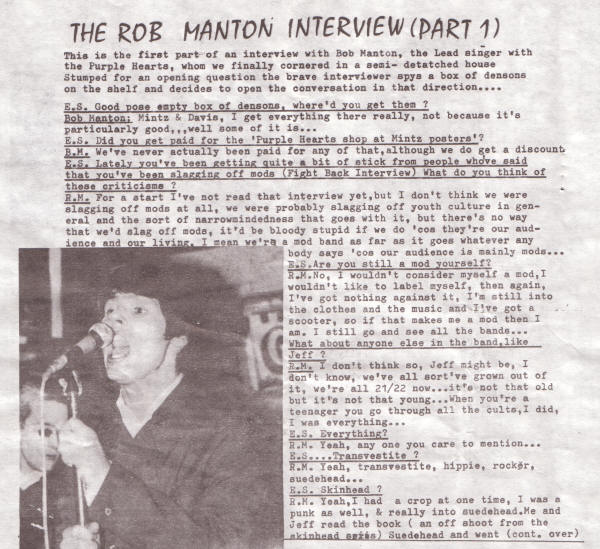 THE ROB MANTON INTERVIEW (PART 1)
This is the first part of an interview with Bob Manton, the Lead singer with
the Purple Hearts, whom we finally cornered in a semi- detatched house
Stumped for an opening question the brave interviewer spys a box of densons
on the shelf and decides to open the conversation in that direction....
E.S. Good pose empty box of densons, where'd you get them ?
Bob Manton: Mintz & Davis, I get everything there really, not because it's
particularly good,,,well some of it is...
E.S. Did you get paid for the 'Purple Hearts shop at Mintz posters'?
B.M. We've never actually been paid for any of that,although we do get a discount
E.S. Lately you've been getting quite a bit of stick from people whove said
that you've been slagging off mods (Fight Back Interview) What do you think of
these criticisms ?
R.M. For a start I've not read that interview yet,but I don't think we were
slagging off mods at all, we were probably slagging off youth culture in gen-
eral and the sort of narrowmindedness that goes with it, but there's no way
that we'd slag off mods, it'd be bloody stupid if we do 'cos they're our aud-
ience and our living. I mean we're a mod band as far as it goes whatever any
body says 'cos our audience is mainly mods...
E.S.Are you still a mod yourself?
R.M.No, I wouldn't consider myself a mod,I
wouldn't like to label myself, then again,
I've got nothing against it, I'm still into
the clothes and the music and I've got a
scooter, so if that makes me a mod then I
am. I still go and see all the bands...
What about anyone else in the band,like
Jeff ?
R.M. I don't think so, Jeff might be, I
don't know, we've all sort've grown out of
it, we're all 21/22 now...it's not that old
but it's not that young...When you're a
teenager you go through all the cults,I did,
I was everything...
E.S. Everything?
R.M. Yeah, any one you care to mention...
E.S....Transvestite ?
R.M. Yeah, transvestite, hippie, rocker,
suedehead...
E.S. Skinhead ?
R.M. Yeah,I had a crop at one time, I was a
punk as well, & really into suedehead.Me and
Jeff read the book ( an off shoot from the
skinhead series) Suedehead and went (cont. over)